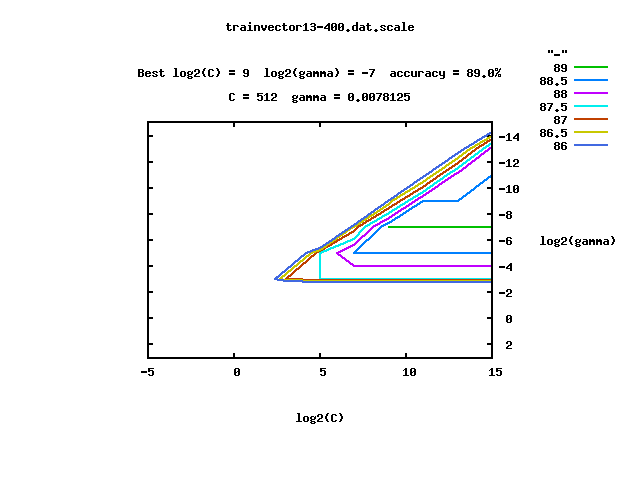 trainvector13-400.dat.scale
Best log2(C) = 9  log2(gamma) = -7  accuracy = 89.0%
C = 512  gamma = 0.0078125
"-"
89
88.5
88
87.5
87
86.5
86
-14
-12
-10
-8
-6
-4
-2
0
2
log2(gamma)
-5 0 5 10 15
log2(C)